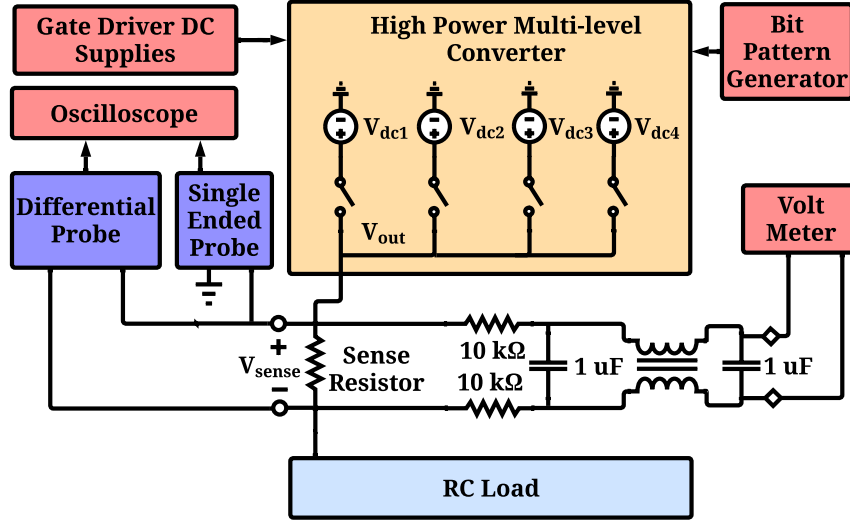 Gate Driver DC
Supplies
High Power Multi-level
Converter
Bit
Pattern
Generator
Oscilloscope
Vdc1
Vdc2
Vdc3
Vdc4
Differential
Probe
Single
Ended
Probe
Vout
Volt
Meter
+
Vsense
−
Sense
Resistor
10 kΩ
10 kΩ
1 uF
1 uF
RC Load